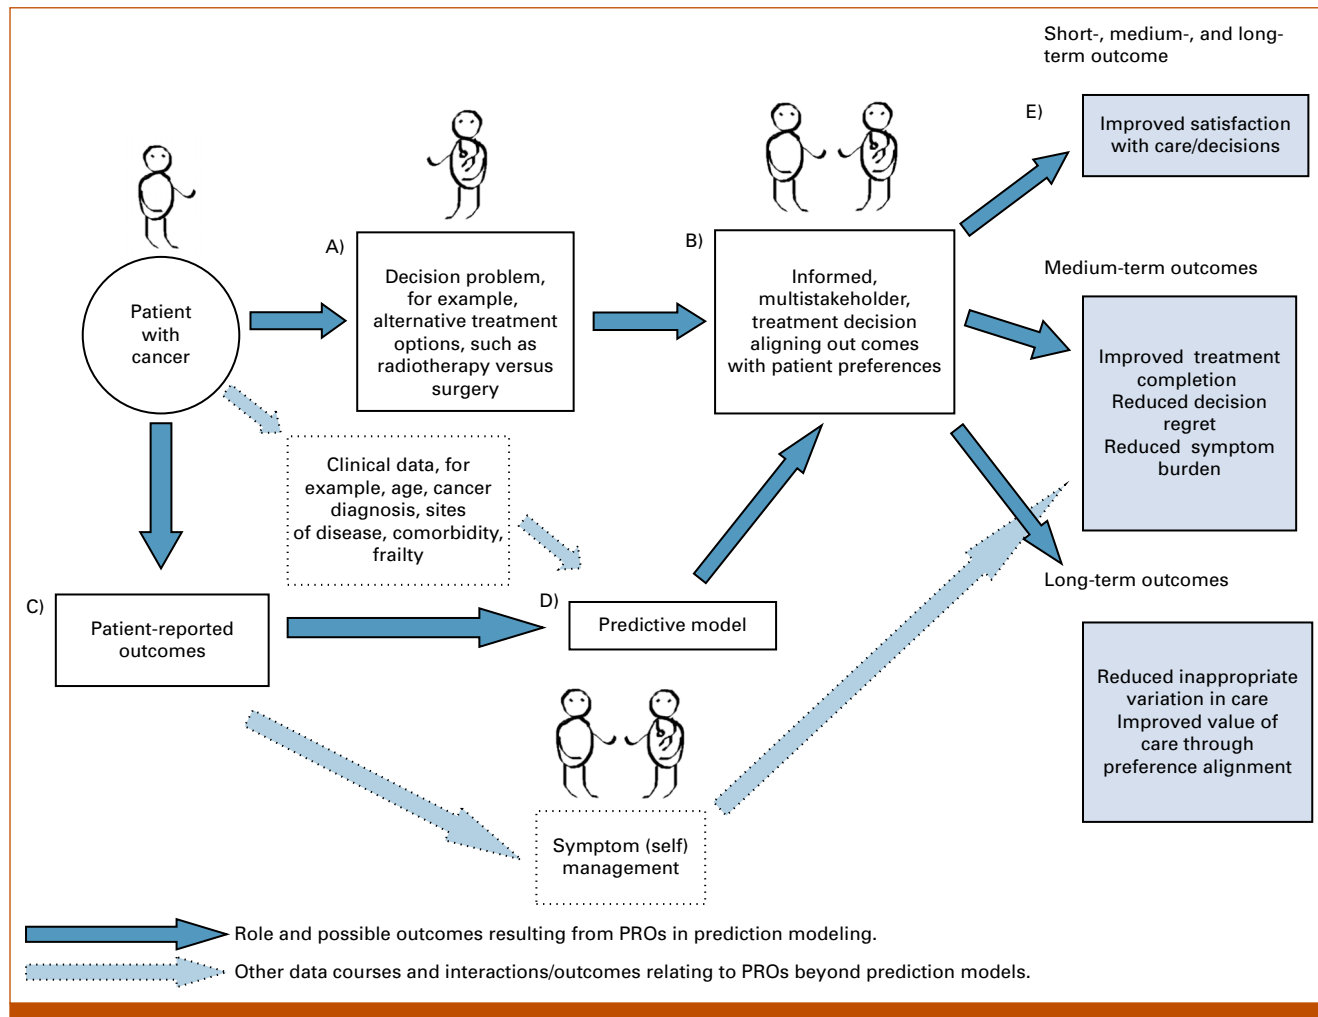 Short-, medium-, and long-
term outcome
E)
Improved satisfaction
with care/decisions
A)
Decision problem,
for example,
alternative treatment
options, such as
radiotherapy versus
surgery
B)
Informed,
multistakeholder,
treatment decision
aligning out comes
with patient preferences
Patient
with
cancer
Medium-term outcomes
Improved treatment
completion
Reduced decision
regret
Reduced symptom
burden
Clinical data, for
example, age, cancer
diagnosis, sites
of disease, comorbidity,
frailty
Long-term outcomes
C)
Patient-reported
outcomes
D)
Predictive model
Reduced inappropriate
variation in care
Improved value of
care through
preference alignment
Symptom (self)
management
Role and possible outcomes resulting from PROs in prediction modeling.
Other data courses and interactions/outcomes relating to PROs beyond prediction models.